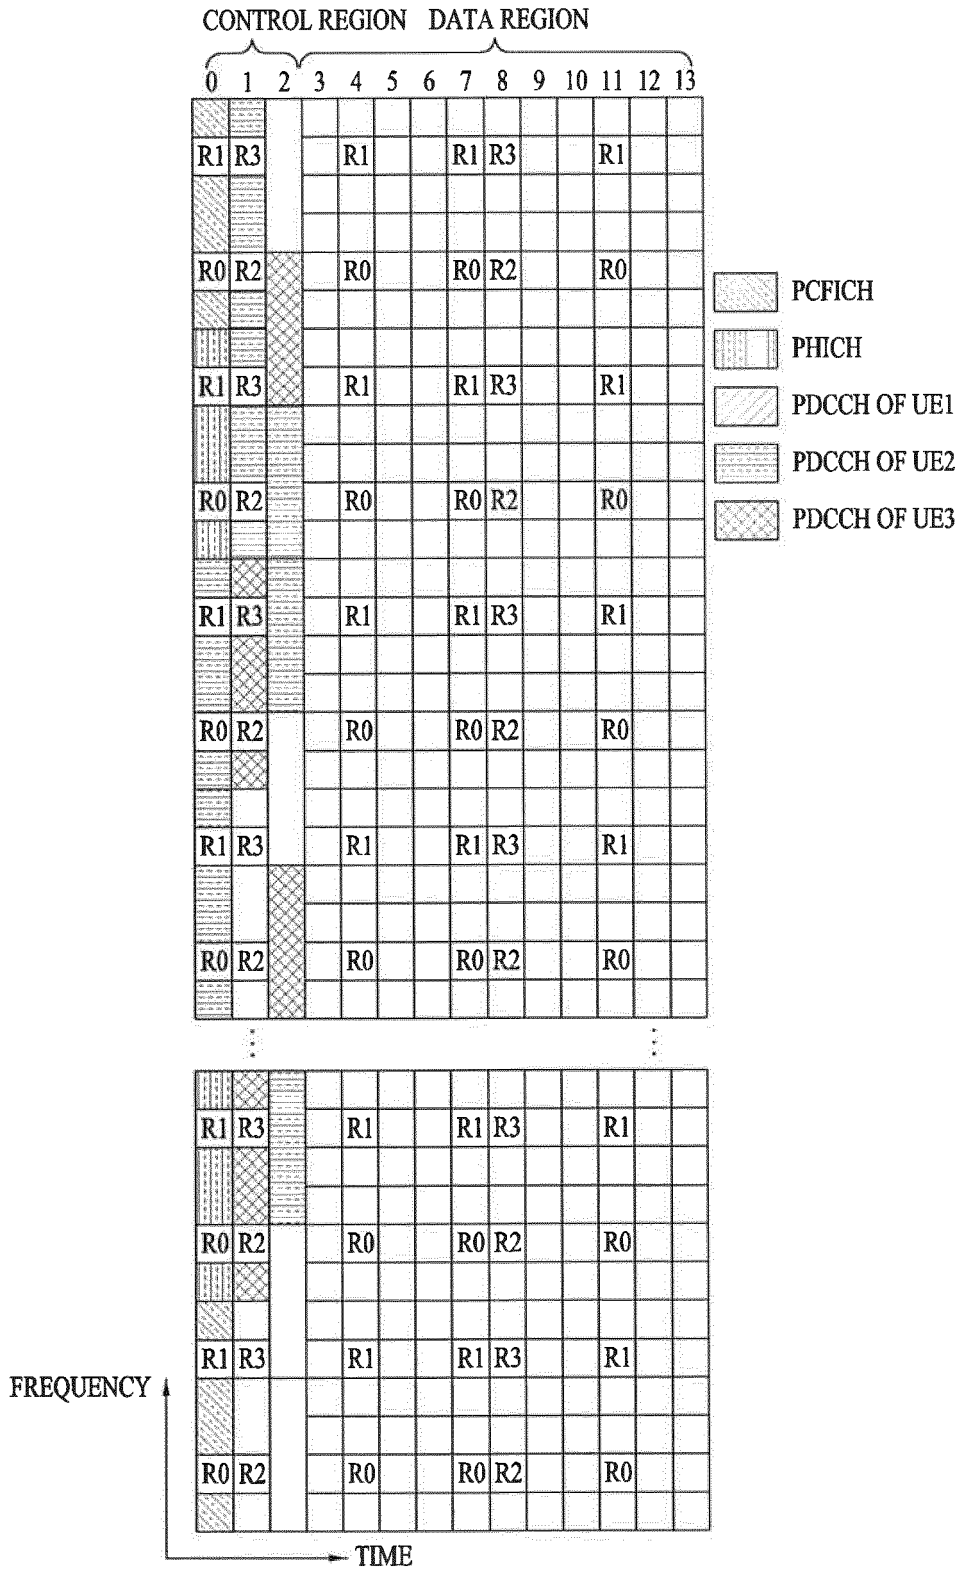 CONTROL REGION DATA REGION
0 1 2 3 4 5 6 7 8 9 10 11 12 13
R1 R3 R1 R1 R3 R1
R0 R2 R0 R0 R2 R0
PCFICH
PHICH
R1 R3 R1 R1 R3 R1
PDCCH OF UE1
PDCCH OF UE2
R0 R2 R0 R0 R2 R0
PDCCH OF UE3
R1 R3 R1 R1 R3 R1
R0 R2 R0 R0 R2 R0
R1 R3 R1 R1 R3 R1
R0 R2 R0 R0 R2 R0
R1 R3 R1 R1 R3 R1
R0 R2 R0 R0 R2 R0
R1 R3 R1 R1 R3 R1
FREQUENCY
R0 R2 R0 R0 R2 R0
TIME